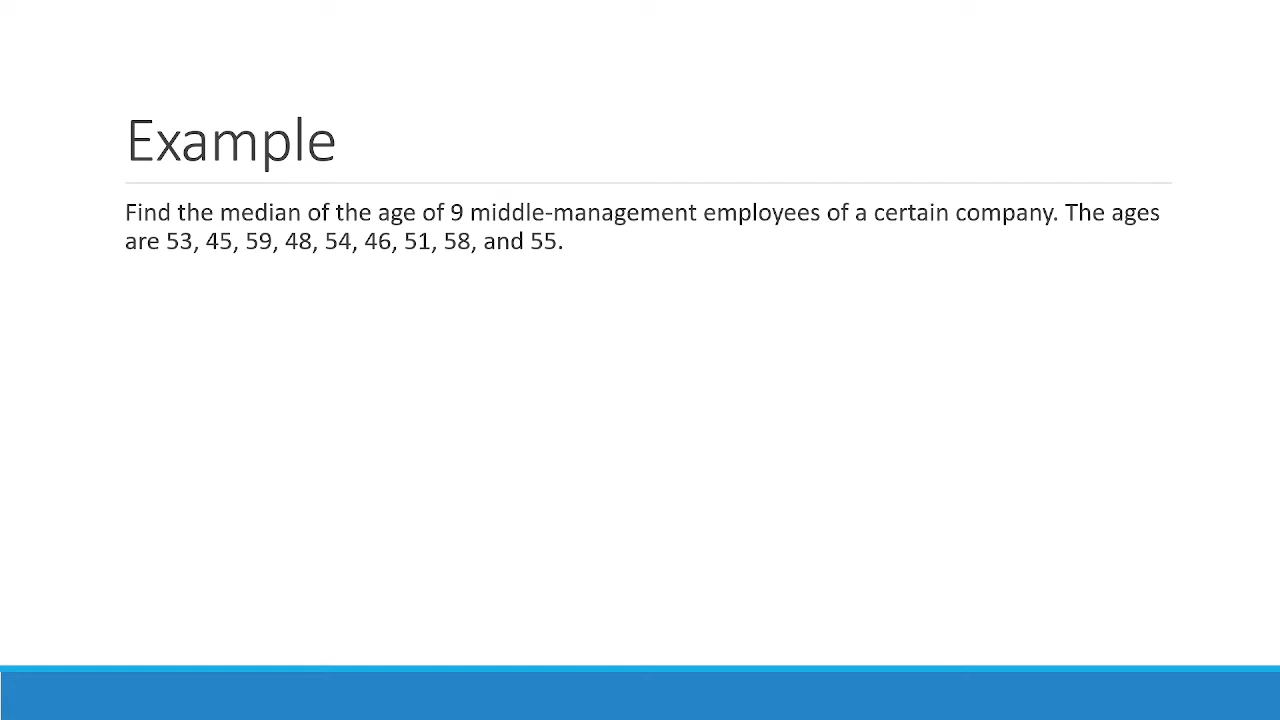 Example
Find the median of the age of 9 middle-management employees of a certain company. The ages
are 53, 45, 59, 48, 54, 46, 51, 58, and 55.